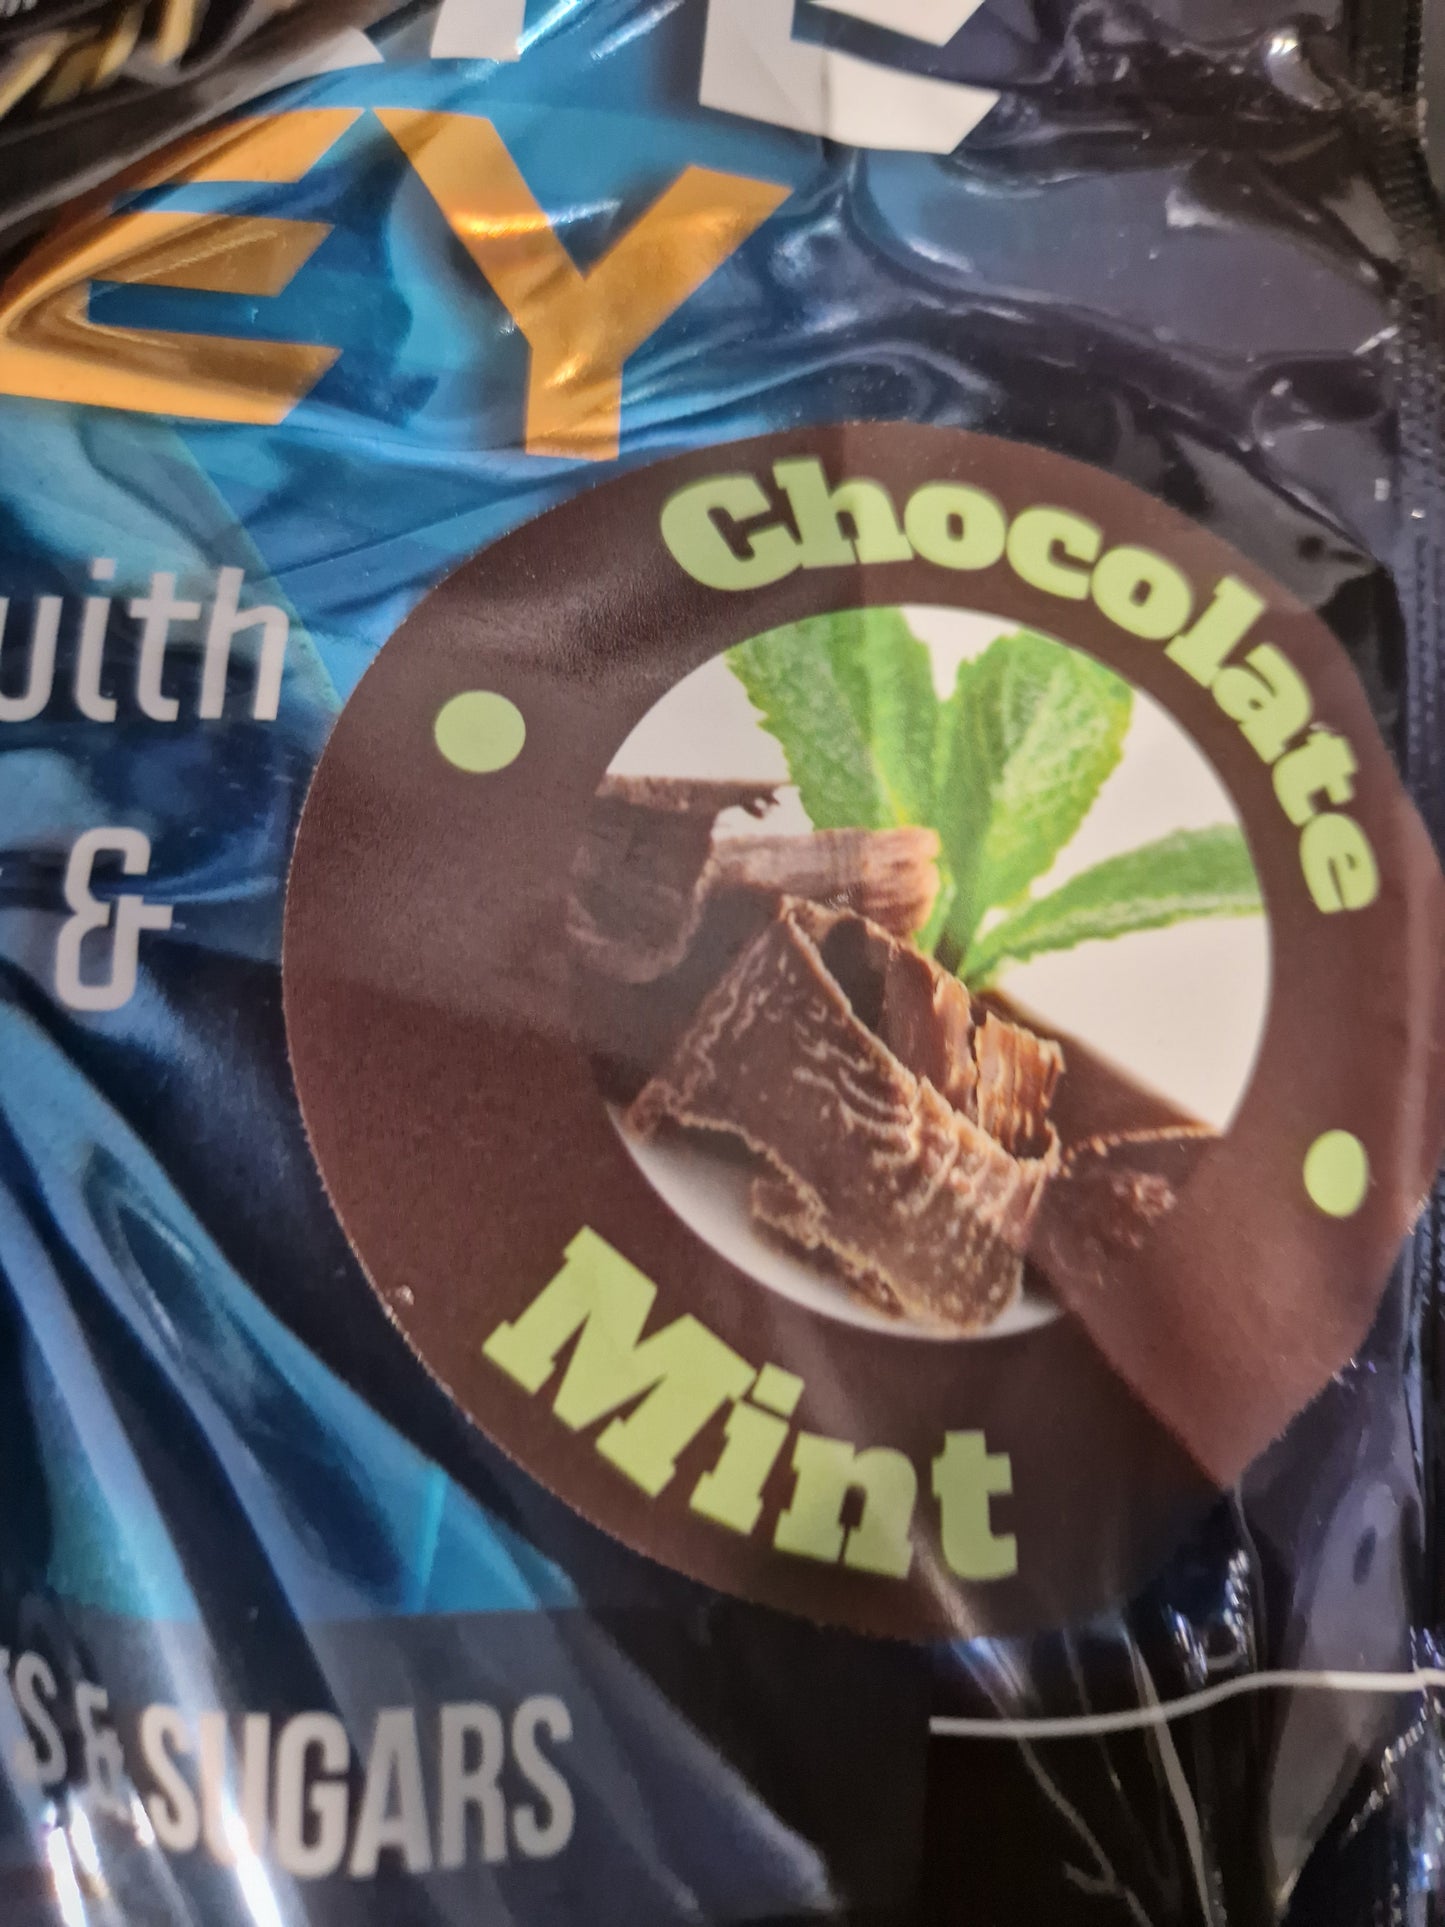 EY
with
&
Chocolate
Mint
& SUGARS